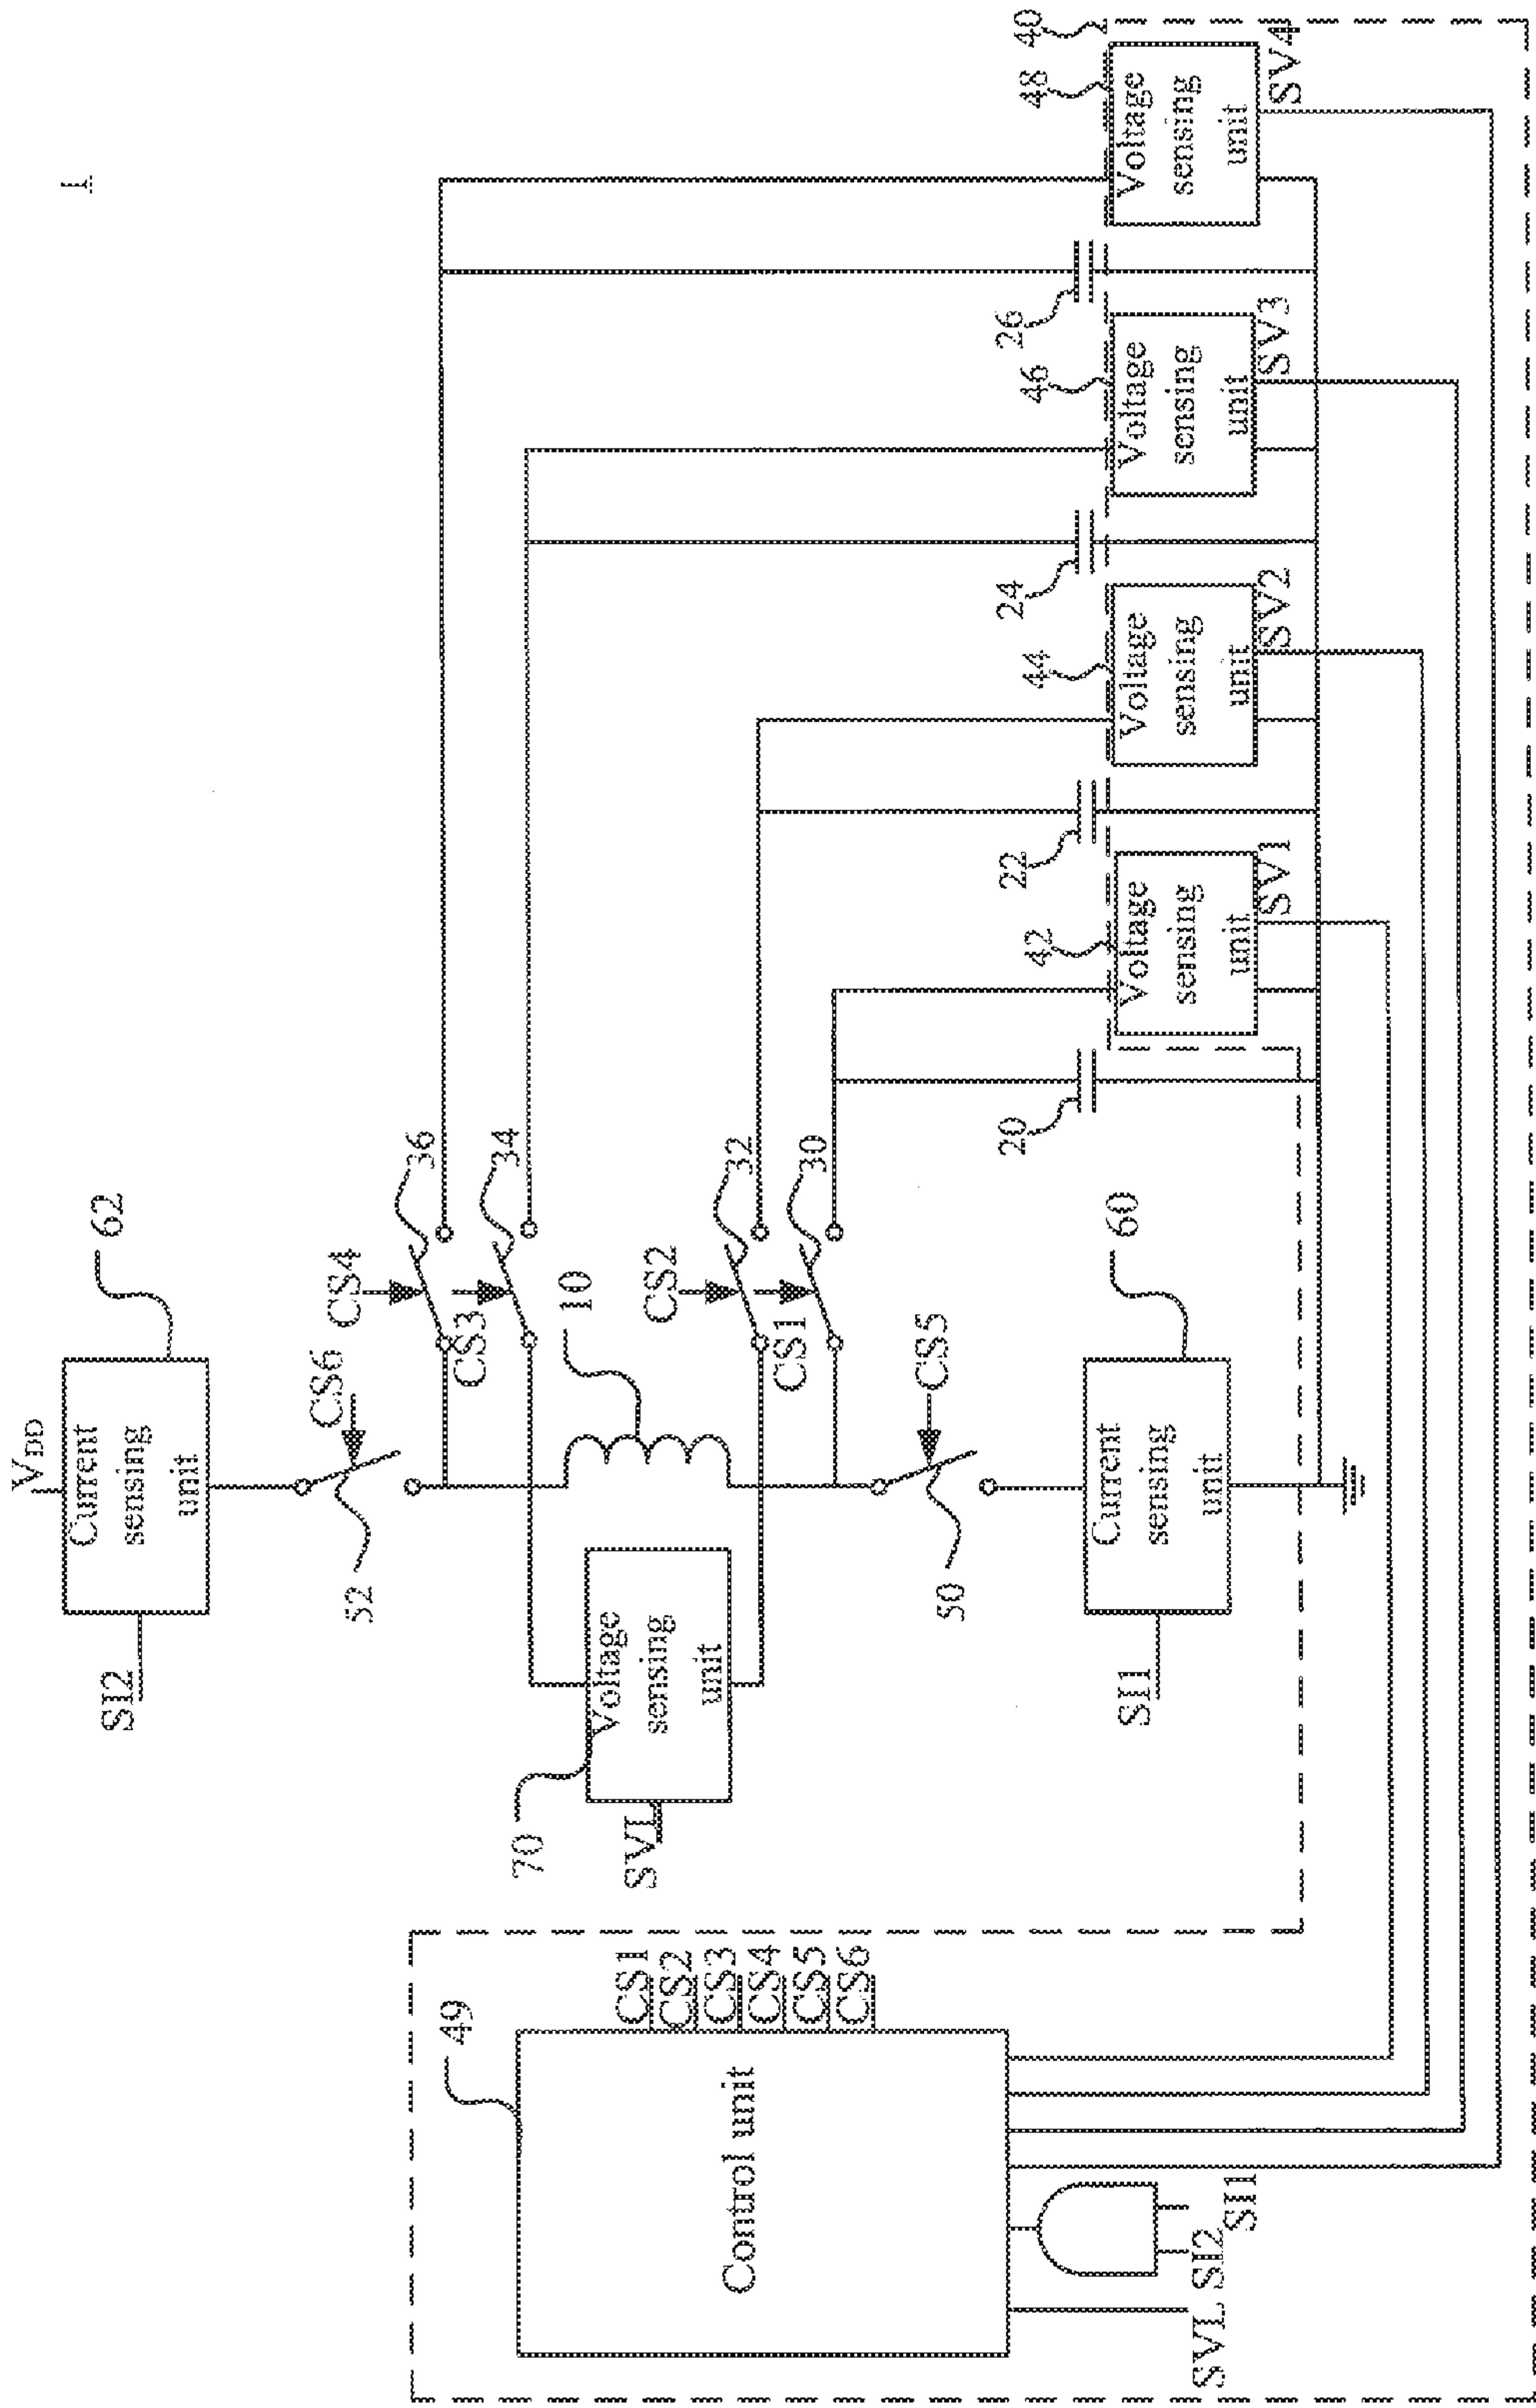 1
V_DD
62
Current
sensing
unit
SI2
CS6
52
CS4
36
CS3
34
10
CS2
32
CS1
30
70
Voltage
sensing
unit
SVL
CS5
50
60
Current
sensing
unit
SI1
20
22
24
26
40
42
Voltage
sensing
unit
SV1
44
Voltage
sensing
unit
SV2
46
Voltage
sensing
unit
SV3
48
Voltage
sensing
unit
SV4
49
Control unit
CS1
CS2
CS3
CS4
CS5
CS6
SVL
SI2
SI1